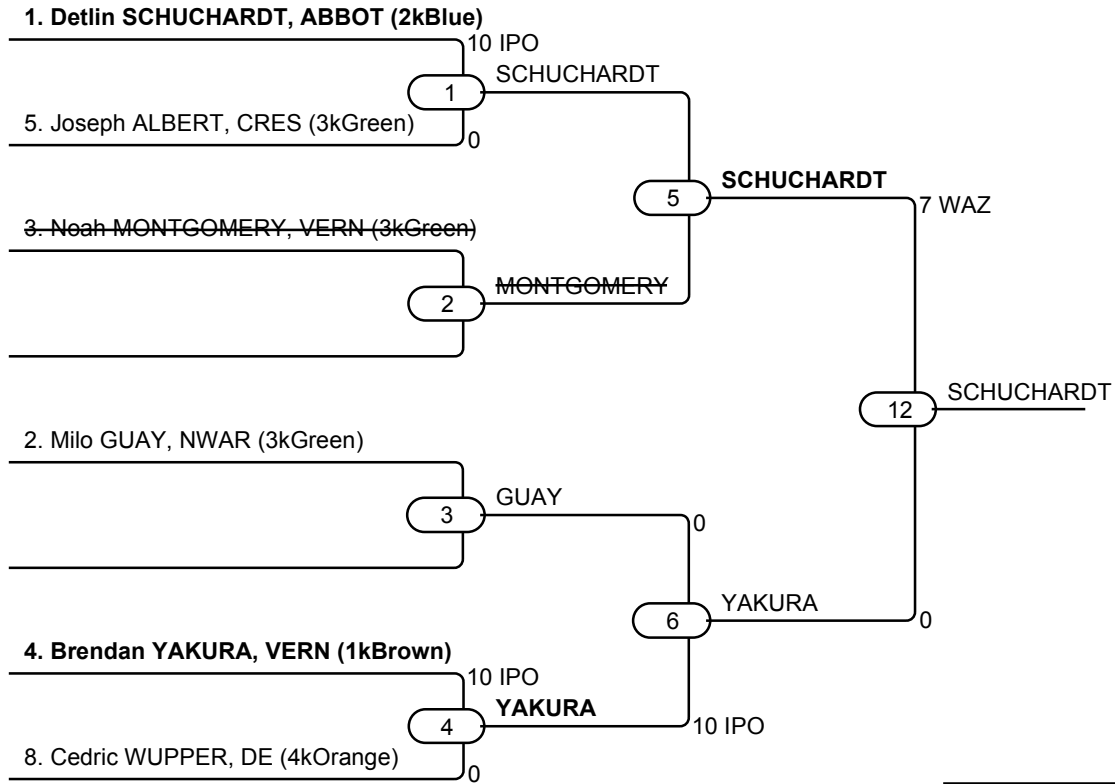 1. Detlin SCHUCHARDT, ABBOT (2kBlue)
10 IPO
SCHUCHARDT
1
5. Joseph ALBERT, CRES (3kGreen)
0
5
SCHUCHARDT
7 WAZ
3. Noah MONTGOMERY, VERN (3kGreen)
MONTGOMERY
2
12
SCHUCHARDT
2. Milo GUAY, NWAR (3kGreen)
GUAY
3
0
6
YAKURA
0
4. Brendan YAKURA, VERN (1kBrown)
10 IPO
YAKURA
4
10 IPO
8. Cedric WUPPER, DE (4kOrange)
0